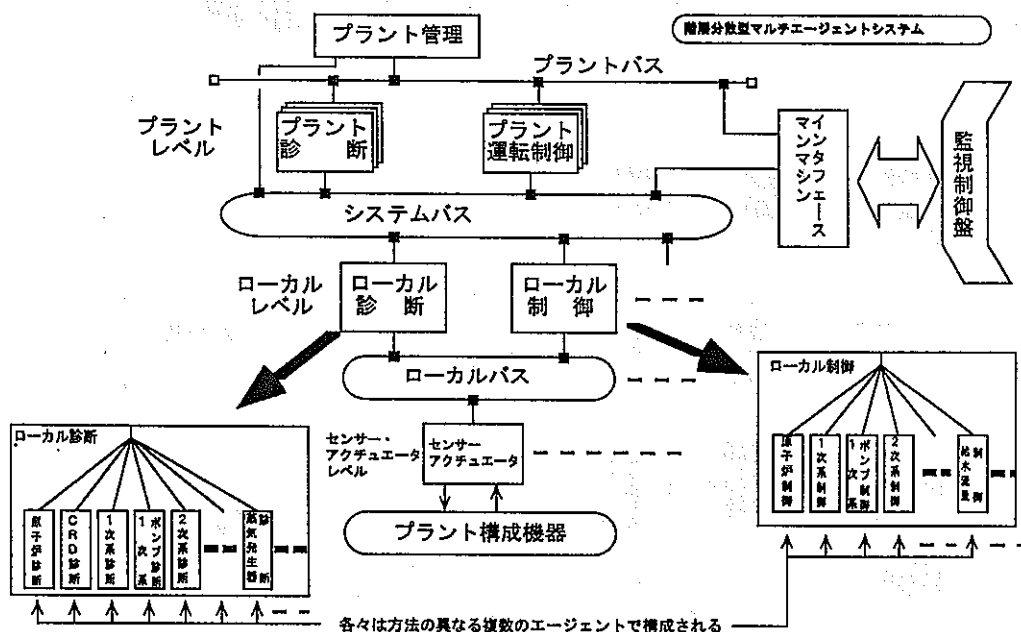 プラント管理
階層分散型マルチエージェントシステム
プラントバス
プラント
レベル
プラント
診 断
プラント
運転制御
マンマシン
インタフェース
監視制御盤
システムバス
ローカル
レベル
ローカル
診 断
ローカル
制 御
ローカルバス
センサー・
アクチュエータ
レベル
センサー
アクチュエータ
プラント構成機器
ローカル診断
原子炉診断
CRD診断
1次系診断
1次系
ポンプ診断
2次系診断
蒸気発生器
診断
ローカル制御
原子炉制御
1次系制御
1次系
ポンプ制御
2次系制御
給水流量
制御
各々は方法の異なる複数のエージェントで構成される